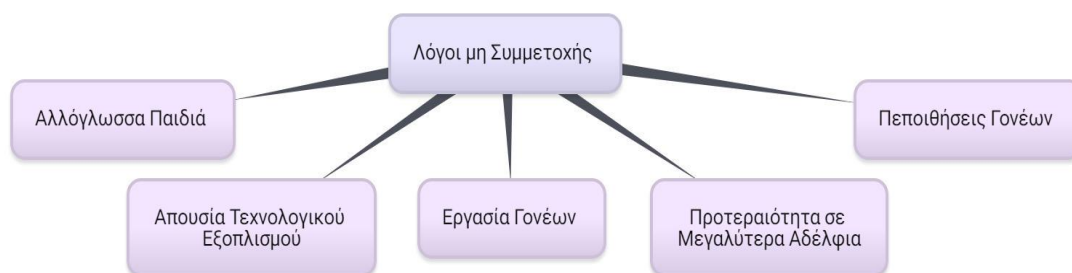 Λόγοι μη Συμμετοχής
Αλλόγλωσσα Παιδιά
Πεποιθήσεις Γονέων
Απουσία Τεχνολογικού
Εξοπλισμού
Εργασία Γονέων
Προτεραιότητα σε
Μεγαλύτερα Αδέλφια